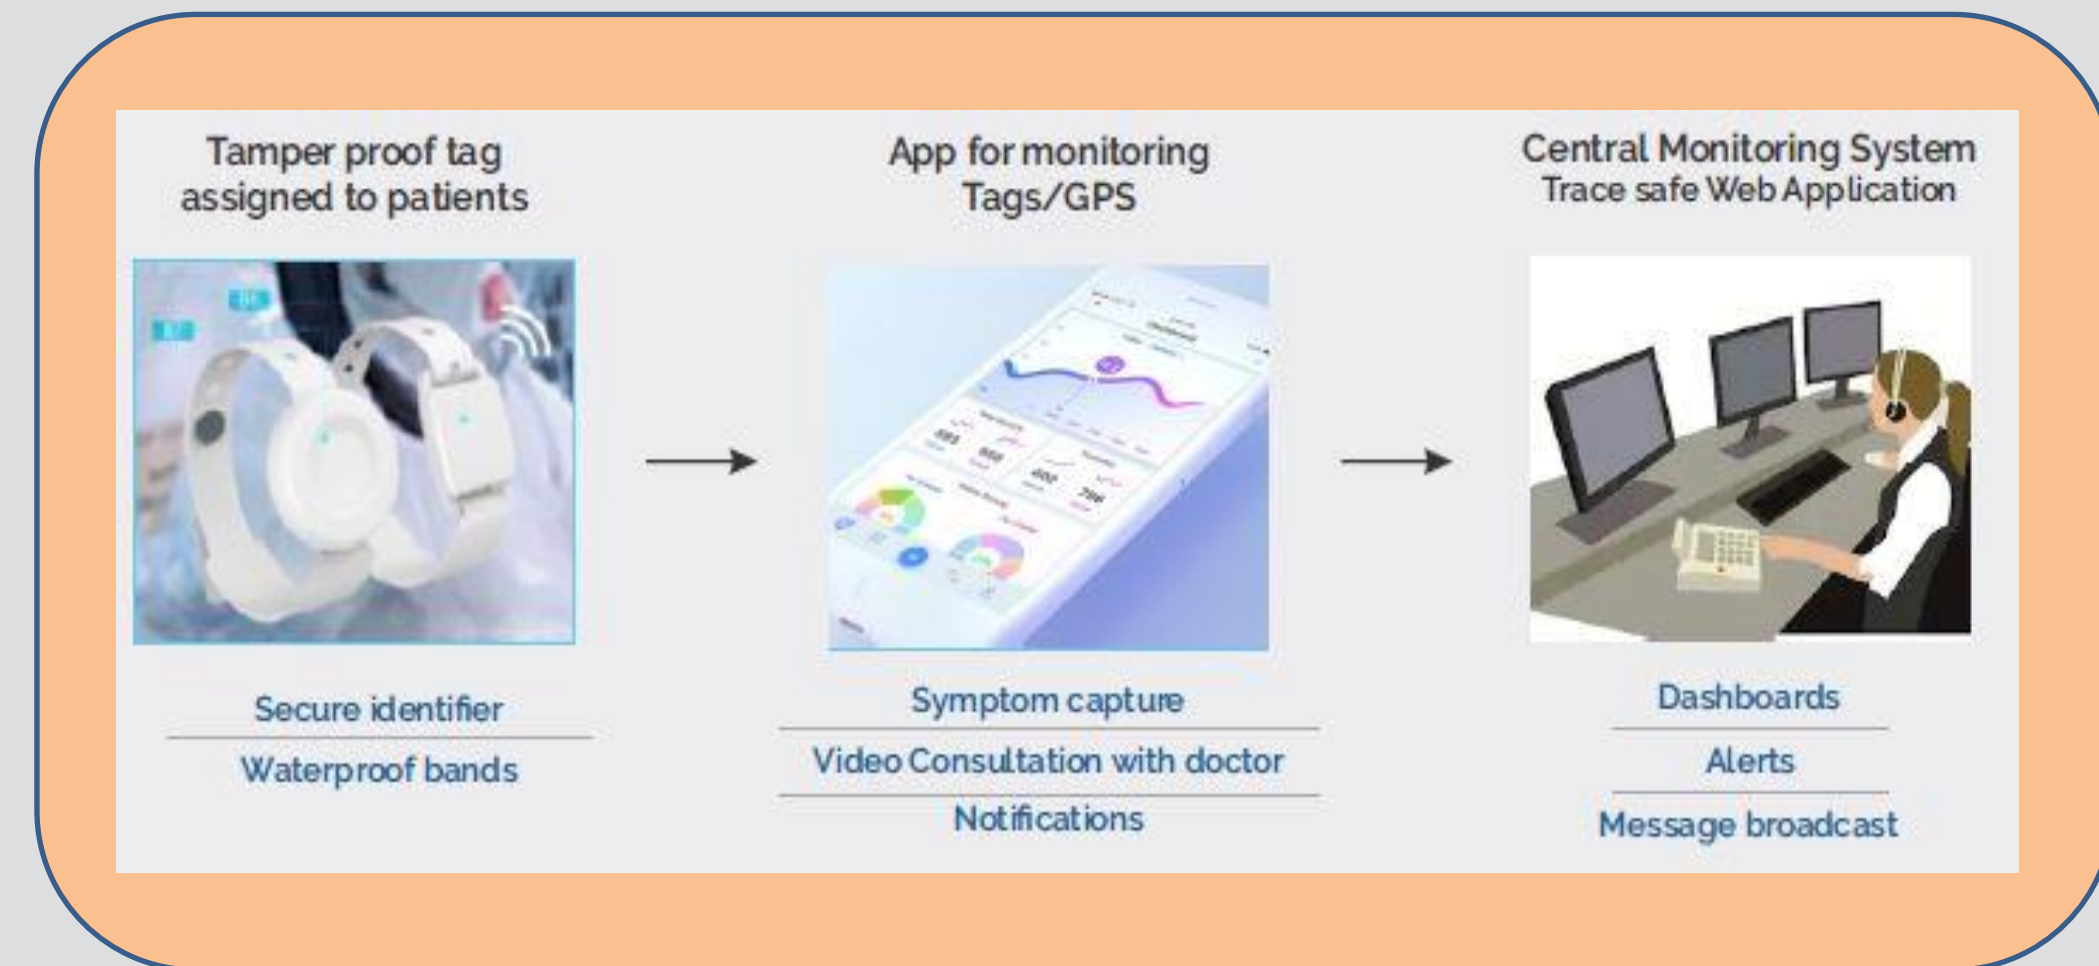 Tamper proof tag
assigned to patients
App for monitoring
Tags/GPS
Central Monitoring System
Trace safe Web Application
Secure identifier
Waterproof bands
Symptom capture
Video Consultation with doctor
Notifications
Dashboards
Alerts
Message broadcast